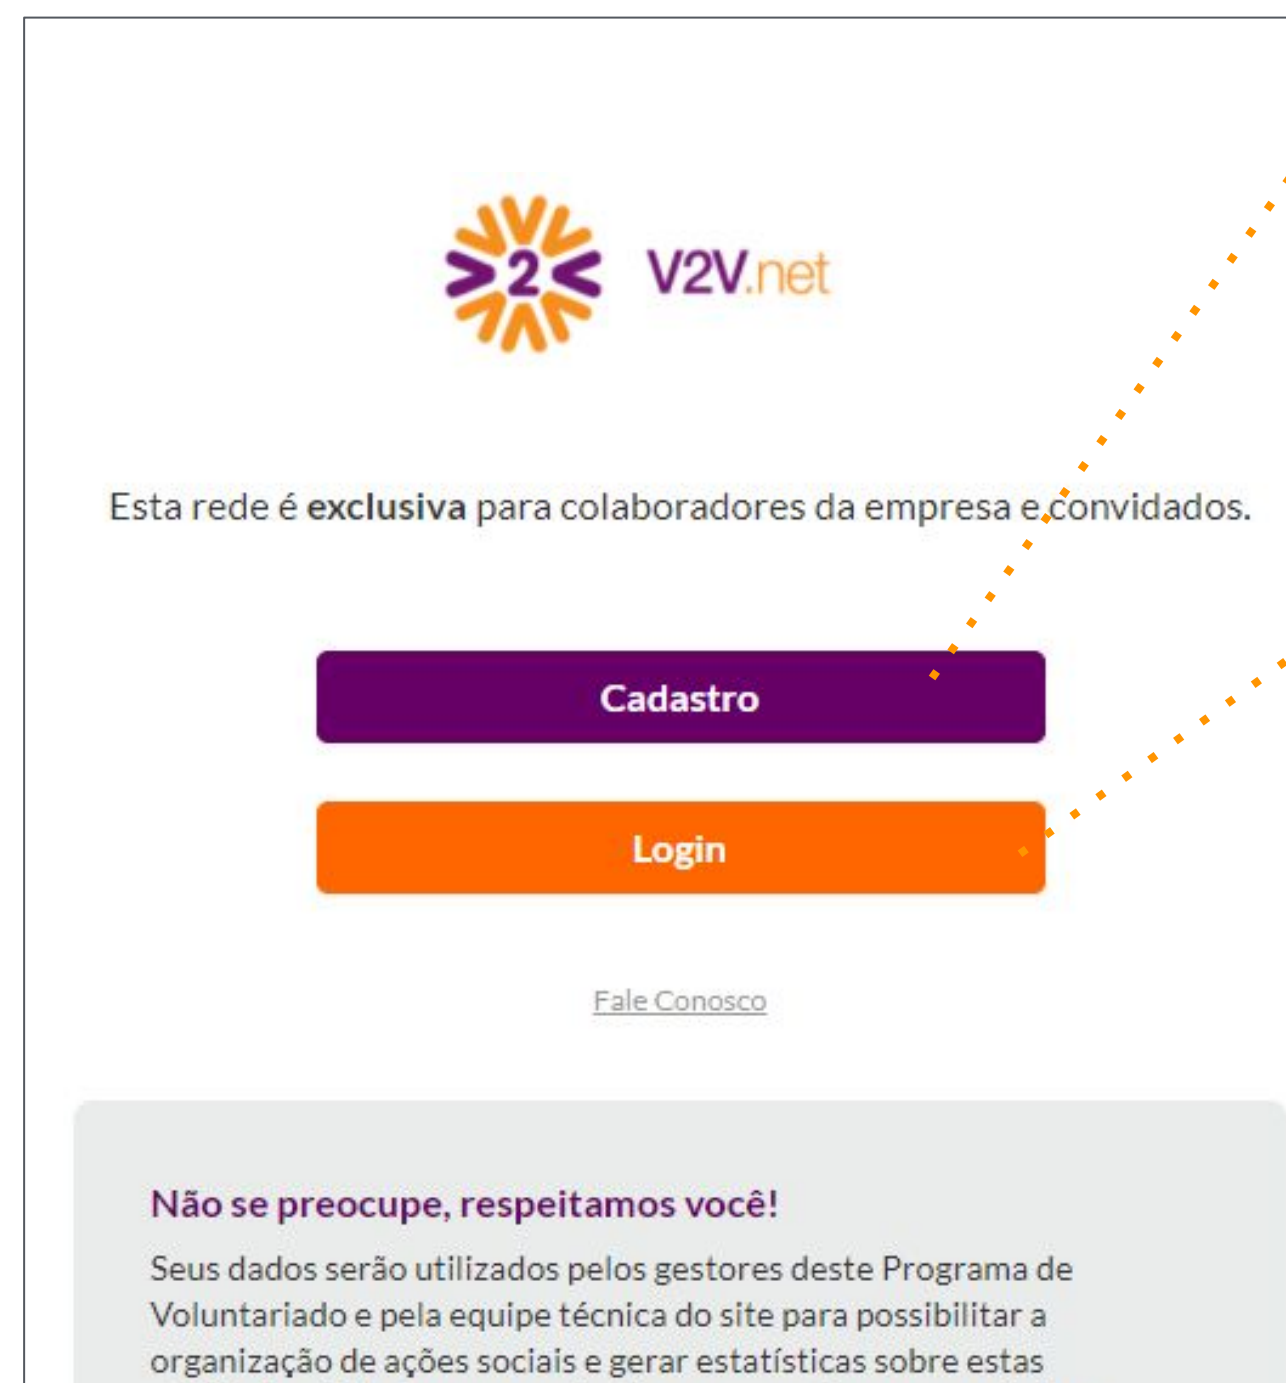 2 V2V.net
Esta rede é exclusiva para colaboradores da empresa e convidados.
Cadastro
Login
Fale Conosco
Não se preocupe, respeitamos você!
Seus dados serão utilizados pelos gestores deste Programa de
Voluntariado e pela equipe técnica do site para possibilitar a
organização de ações sociais e gerar estatísticas sobre estas